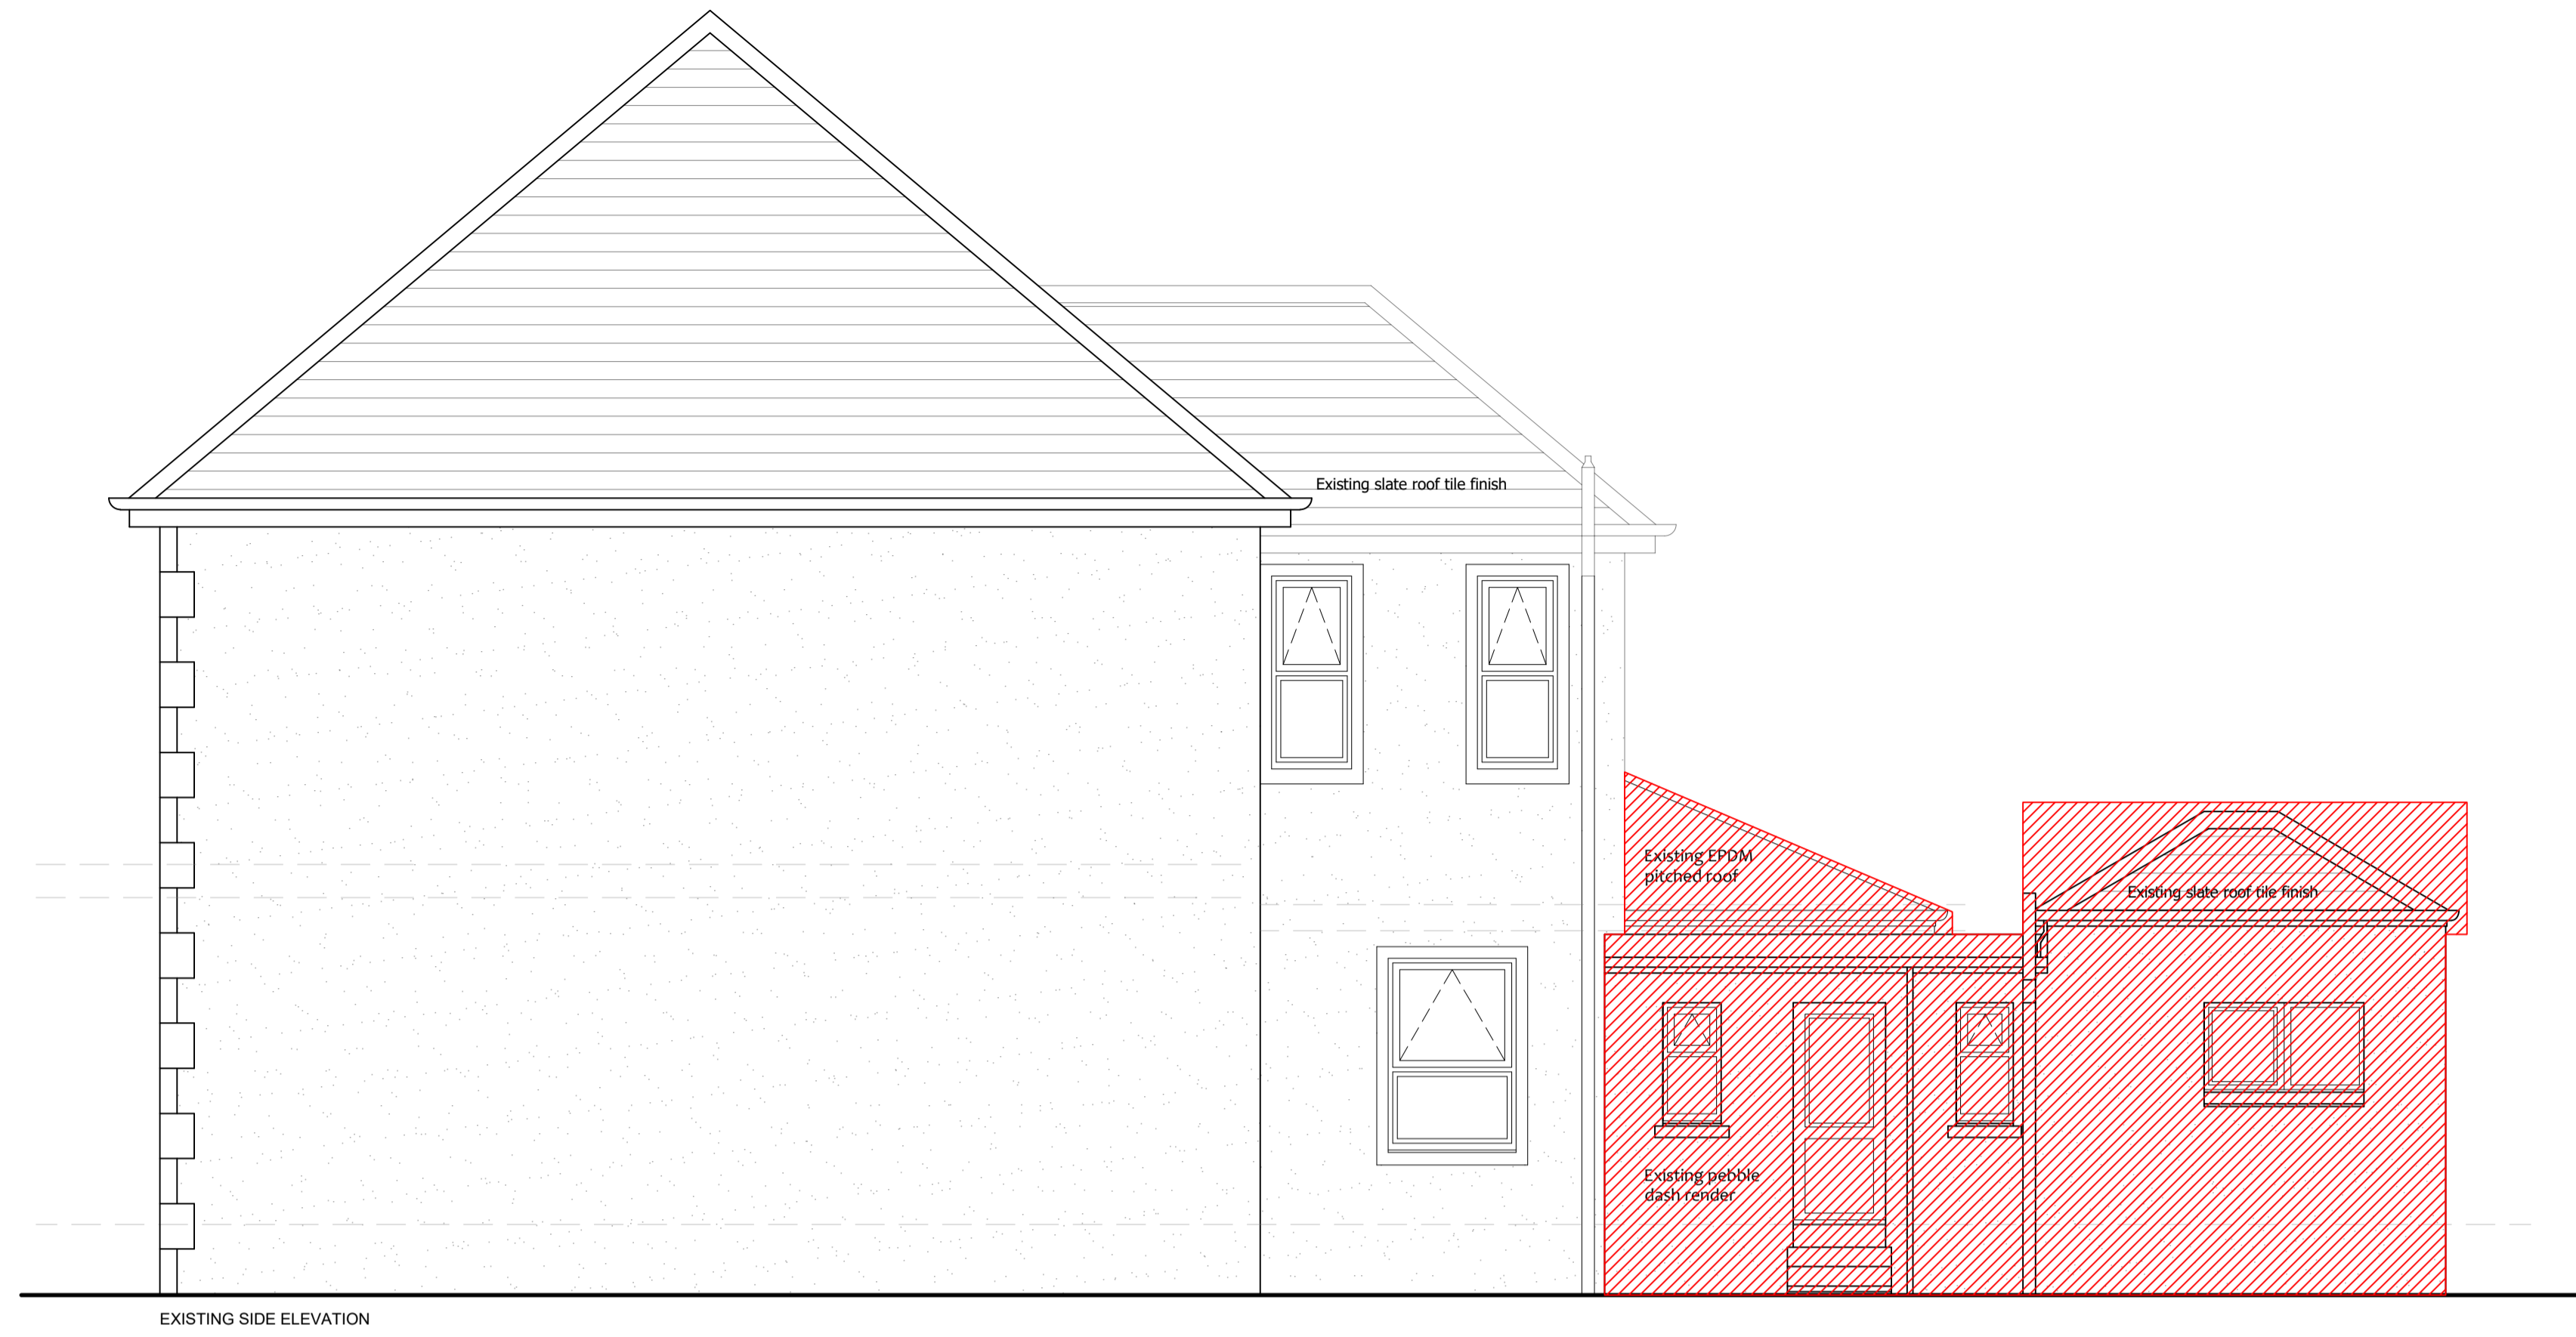 Existing slate roof tile finish
Existing EPDM
pitched roof
Existing slate roof tile finish
Existing pebble
dash render
EXISTING SIDE ELEVATION